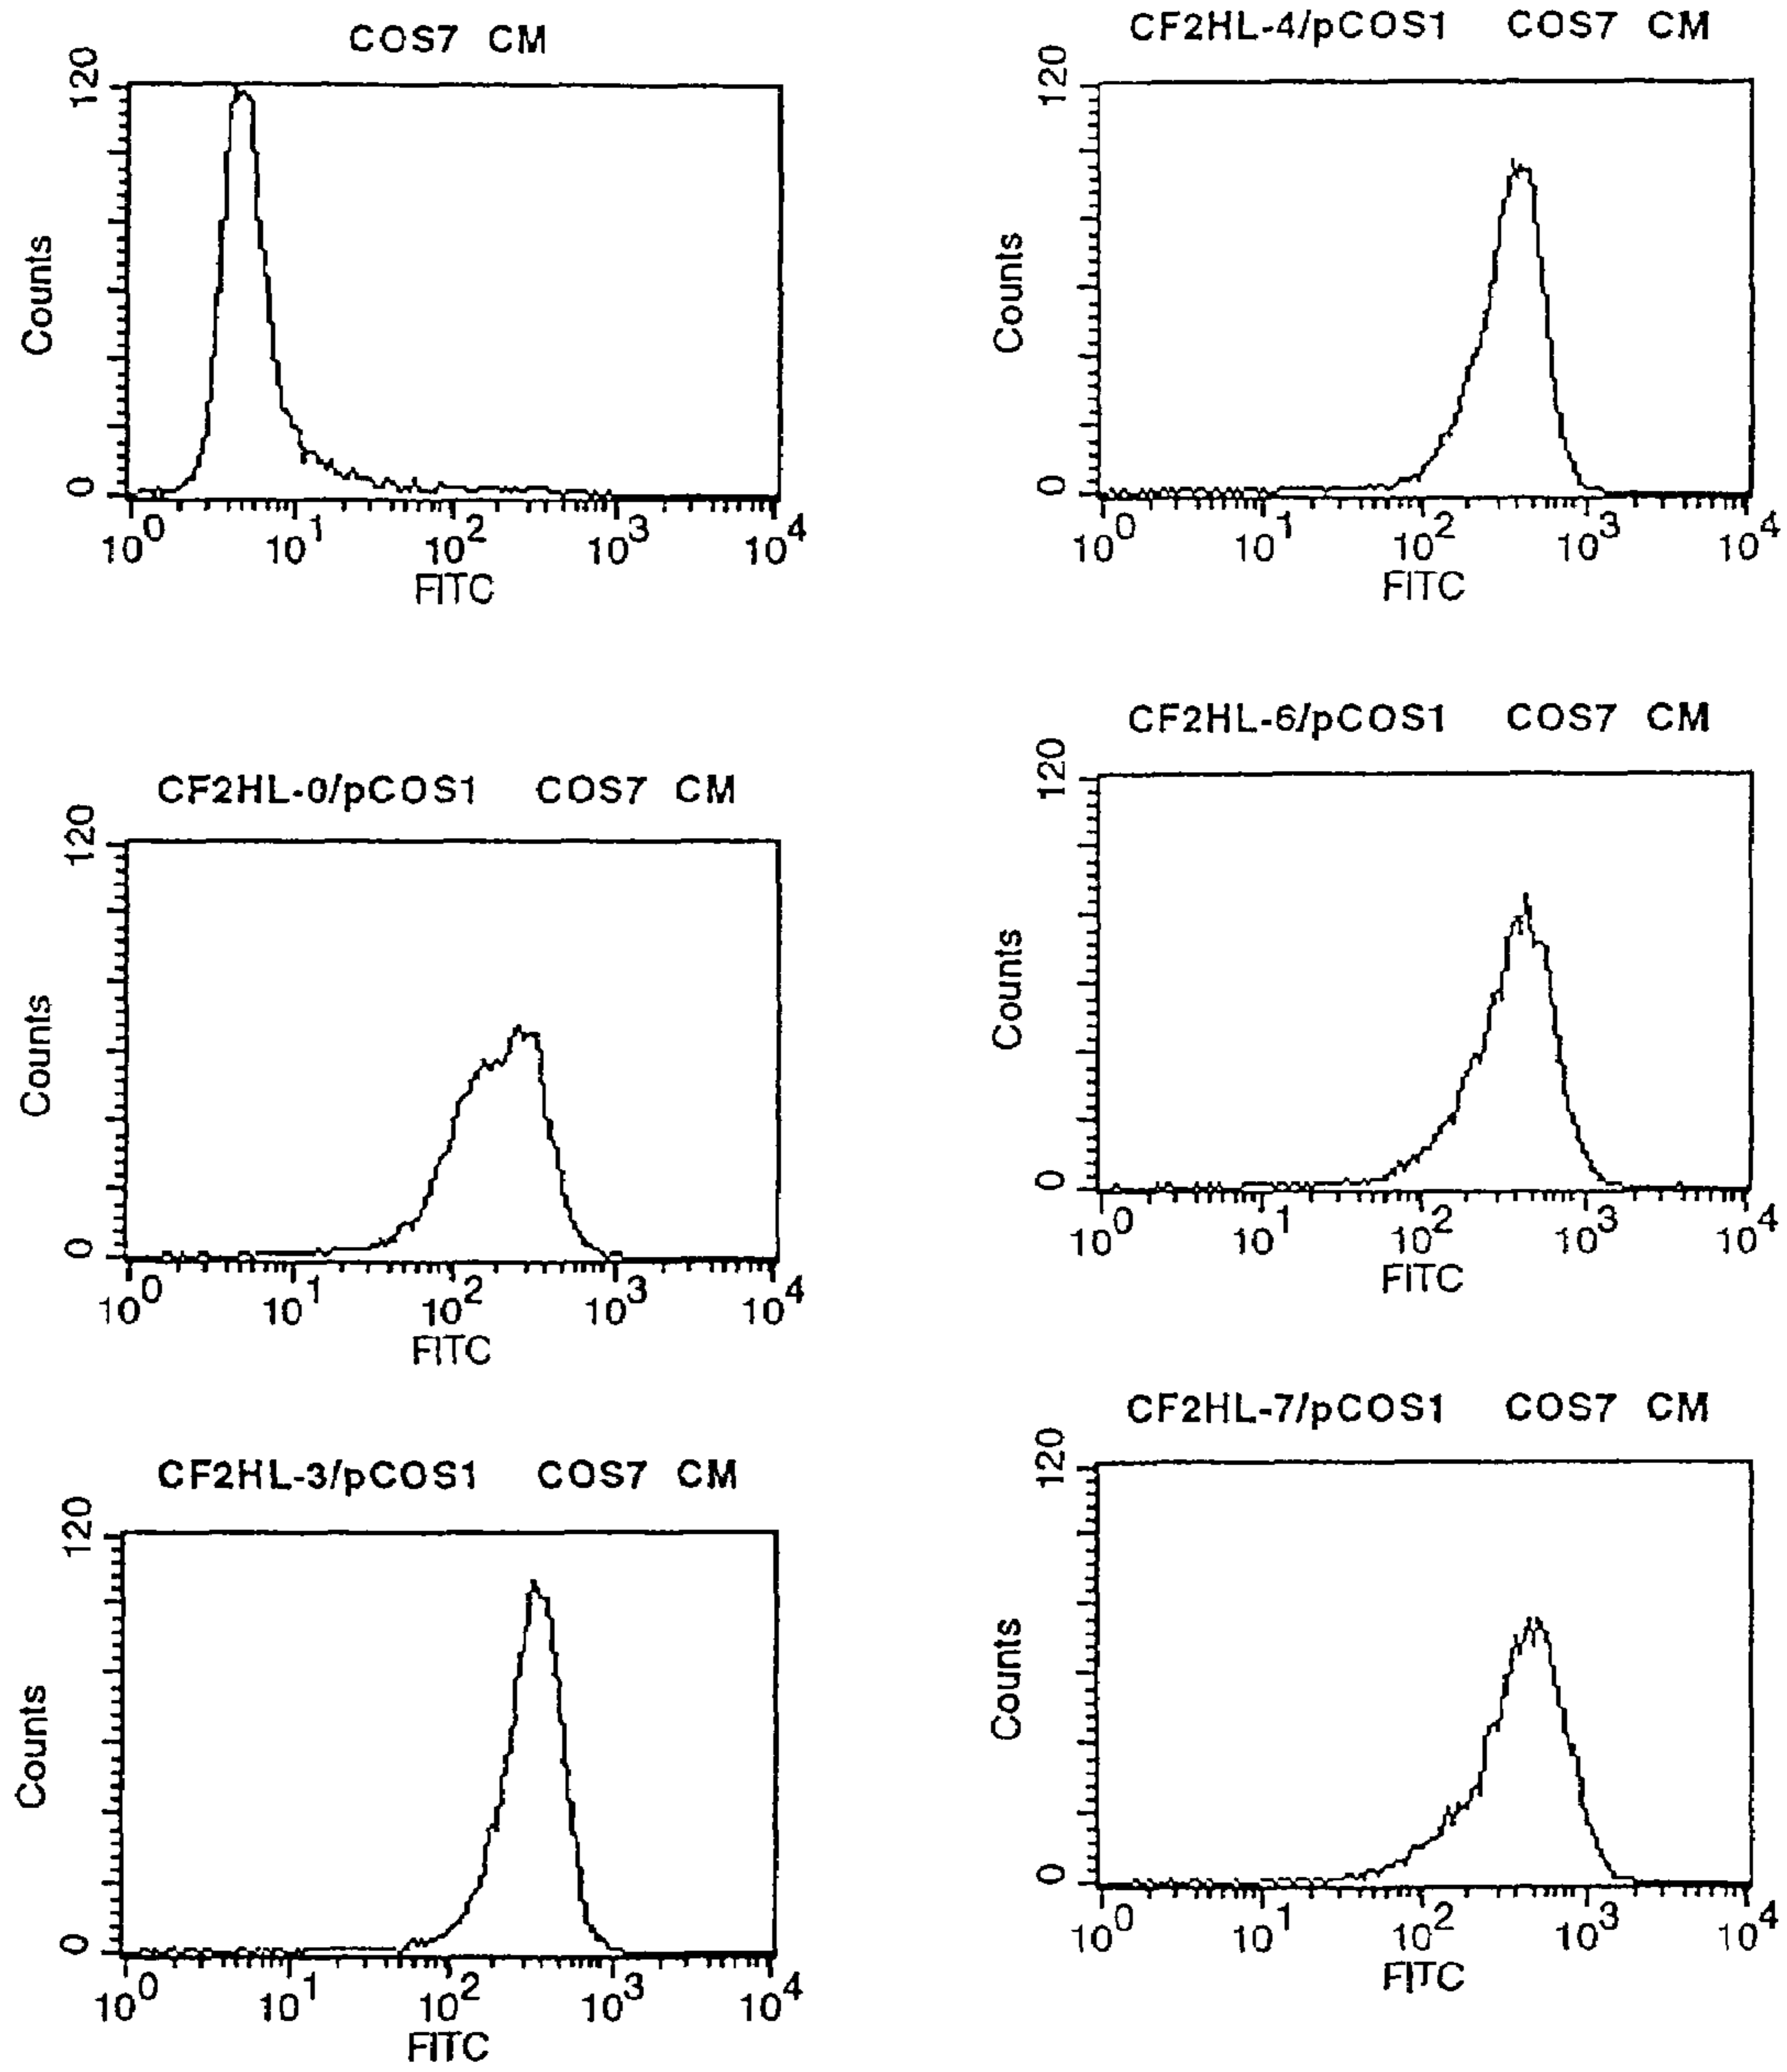 COS7 CM
120
Counts
0
10^0 10^1 10^2 10^3 10^4
FITC
CF2HL-0/pCOS1 COS7 CM
120
Counts
0
10^0 10^1 10^2 10^3 10^4
FITC
CF2HL-3/pCOS1 COS7 CM
120
Counts
0
10^0 10^1 10^2 10^3 10^4
FITC
CF2HL-4/pCOS1 COS7 CM
120
Counts
0
10^0 10^1 10^2 10^3 10^4
FITC
CF2HL-6/pCOS1 COS7 CM
120
Counts
0
10^0 10^1 10^2 10^3 10^4
FITC
CF2HL-7/pCOS1 COS7 CM
120
Counts
0
10^0 10^1 10^2 10^3 10^4
FITC